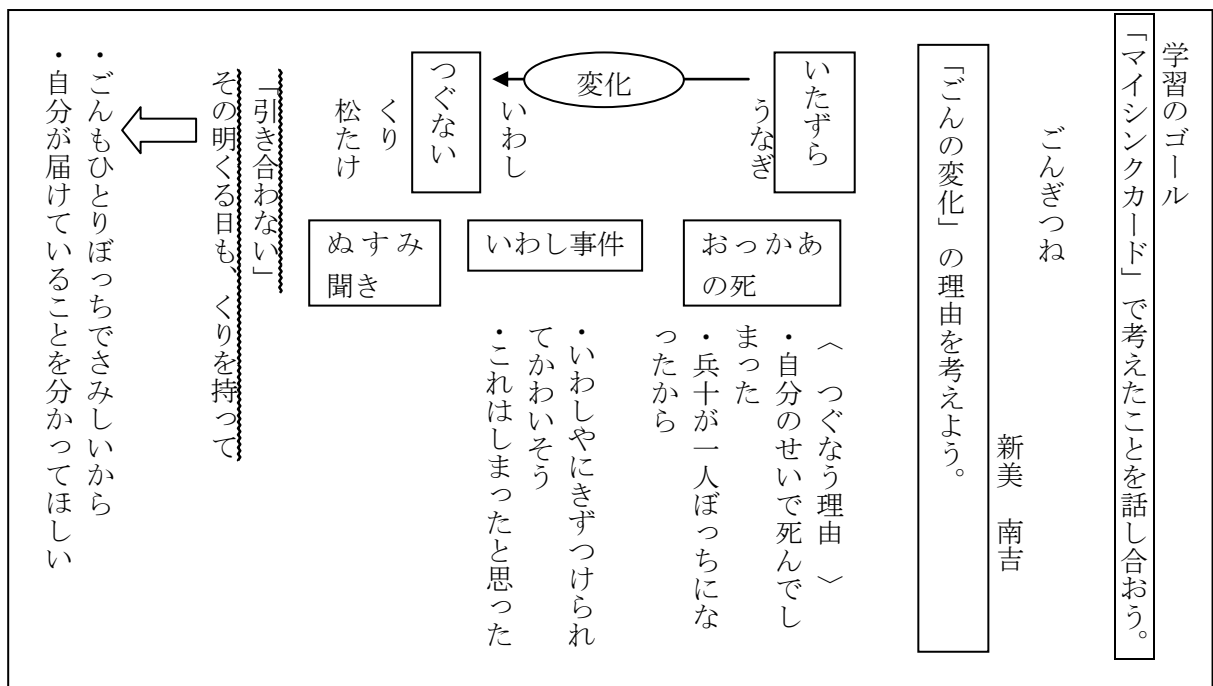 学習のゴール
「マイシンクカード」で考えたことを話し合おう。
ごんぎつね
新美　南吉
「ごんの変化」の理由を考えよう。
いたずら
うなぎ
変化
いわし
つぐない
くり
松たけ
おっかあ
の死
いわし事件
ぬすみ
聞き
〈　つぐなう理由　〉
・自分のせいで死んでし
まった
・兵十が一人ぼっちにな
ったから
・いわしやにきずつけられ
てかわいそう
・これはしまったと思った
「引き合わない」
その明くる日も、くりを持って
・ごんもひとりぼっちでさみしいから
・自分が届けていることを分かってほしい